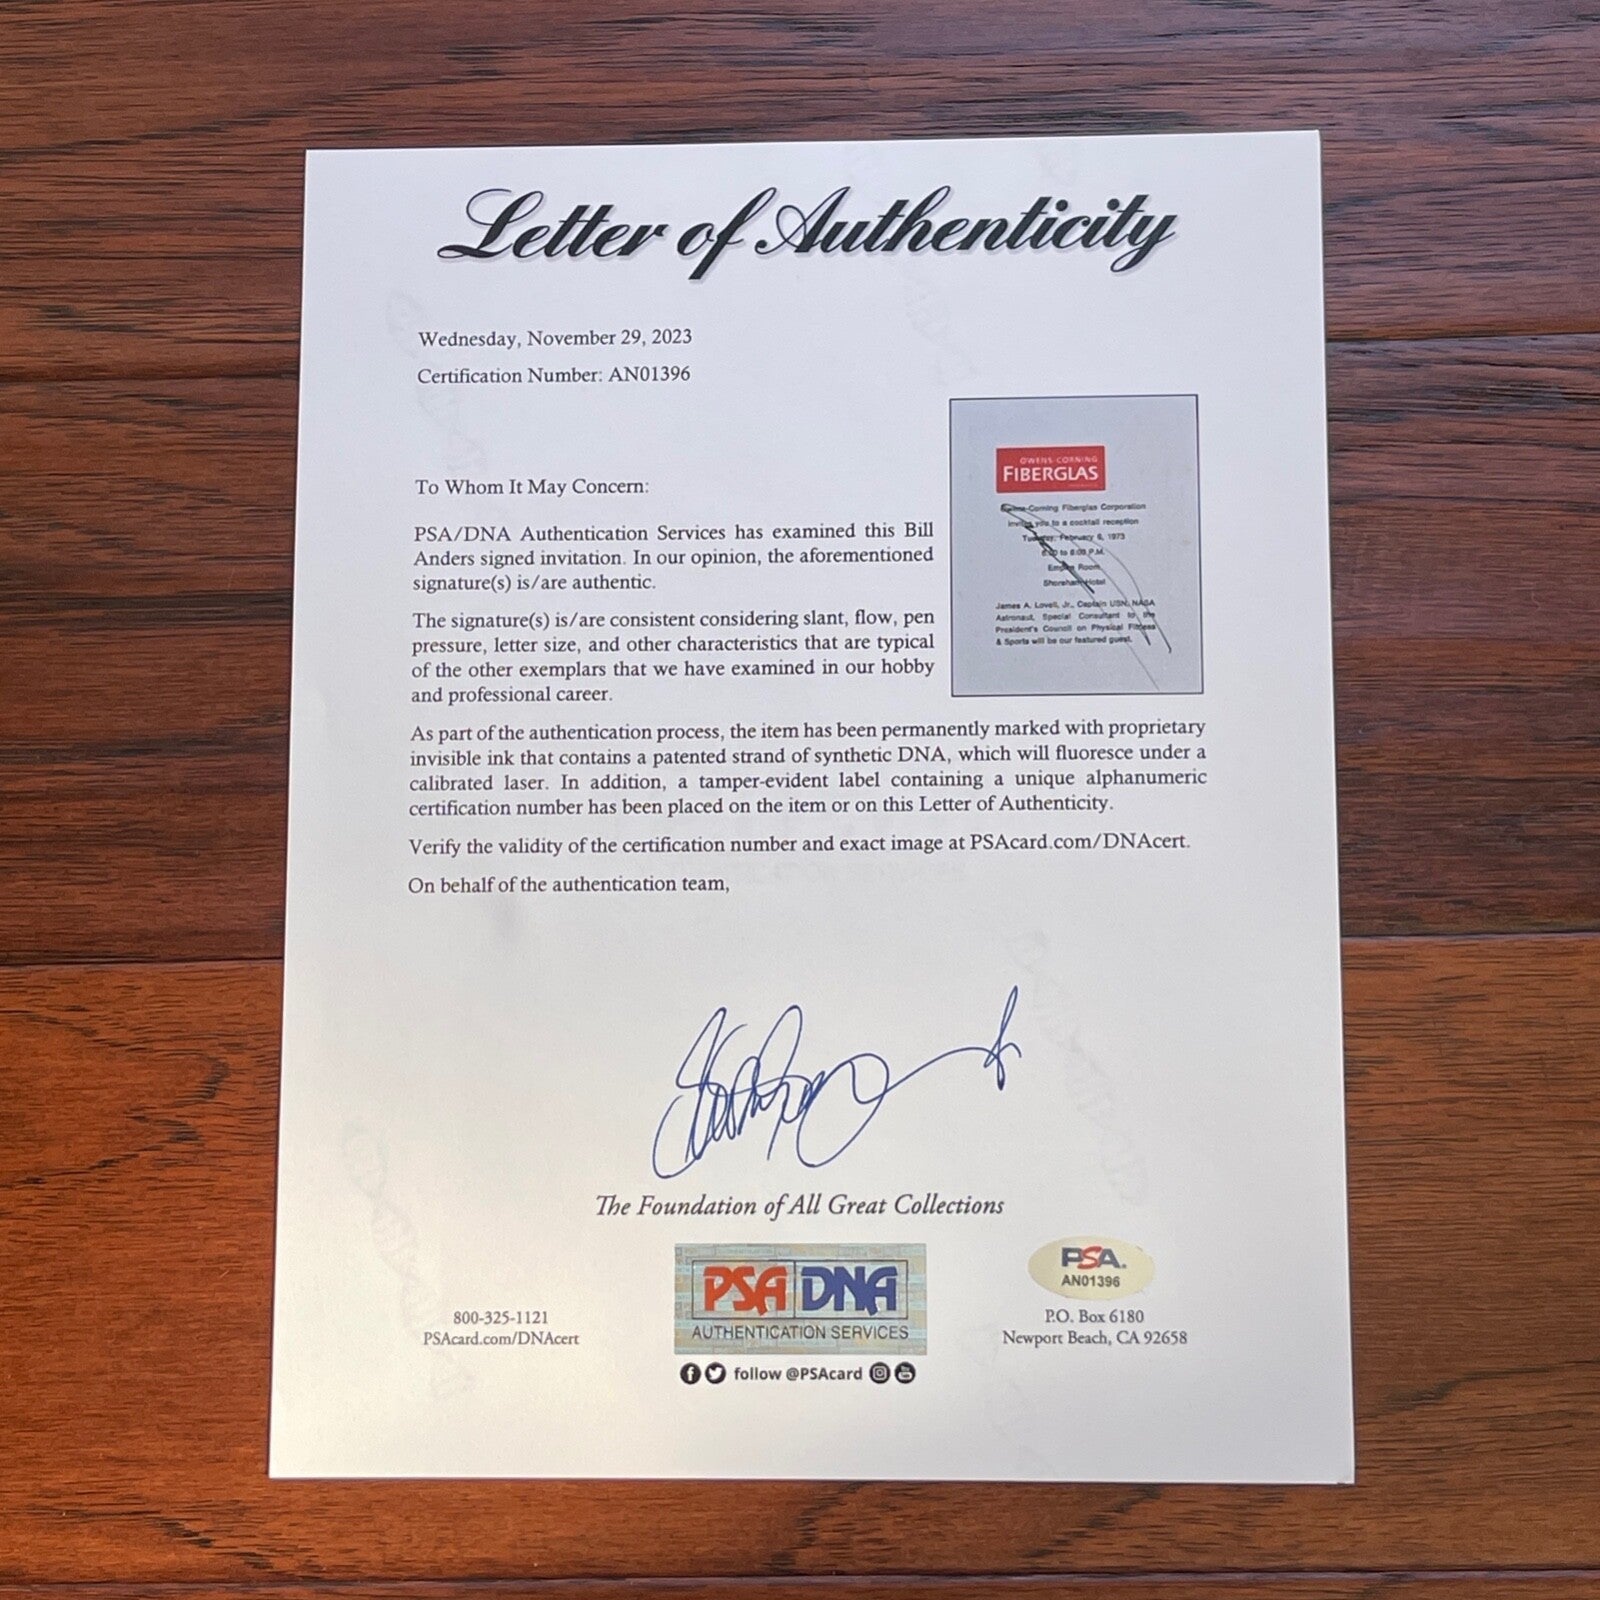 Letter of Authenticity
Wednesday, November 29, 2023
Certification Number: AN01396
To Whom It May Concern:
PSA/DNA Authentication Services has examined this Bill
Anders signed invitation. In our opinion, the aforementioned
signature(s) is/are authentic.
The signature(s) is/are consistent considering slant, flow, pen
pressure, letter size, and other characteristics that are typical
of the other exemplars that we have examined in our hobby
and professional career.
OWENS-CORNING
FIBERGLAS
Owens-Corning Fiberglas Corporation
invites you to a cocktail reception
Tuesday, February 6, 1973
6:00 to 8:00 P.M.
Empire Room
Shoreham Hotel
James A. Lovell, Jr., Captain USN, NASA
Astronaut, Special Consultant to the
President's Council on Physical Fitness
& Sports will be our featured guest.
As part of the authentication process, the item has been permanently marked with proprietary
invisible ink that contains a patented strand of synthetic DNA, which will fluoresce under a
calibrated laser. In addition, a tamper-evident label containing a unique alphanumeric
certification number has been placed on the item or on this Letter of Authenticity.
Verify the validity of the certification number and exact image at PSAcard.com/DNAcert.
On behalf of the authentication team,
The Foundation of All Great Collections
800-325-1121
PSAcard.com/DNAcert
PSA DNA
AUTHENTICATION SERVICES
follow @PSAcard
PSA.
AN01396
P.O. Box 6180
Newport Beach, CA 92658